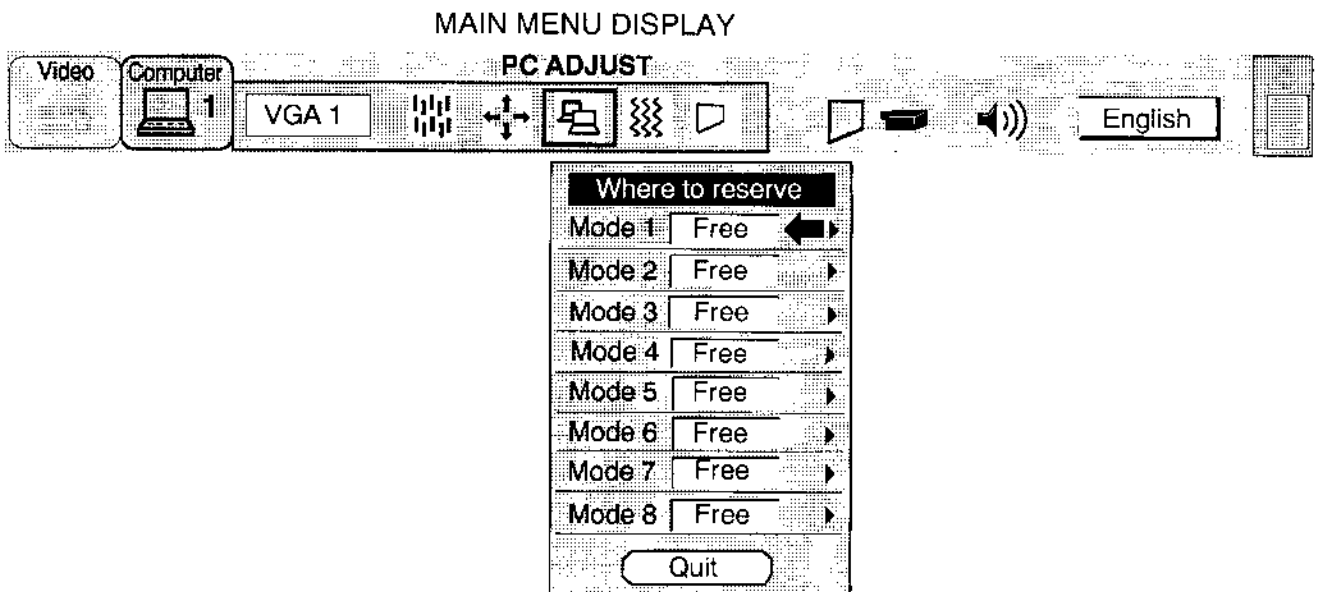 MAIN MENU DISPLAY
PC ADJUST
Video
Computer
1
VGA 1
English
Where to reserve
Mode 1 Free
Mode 2 Free
Mode 3 Free
Mode 4 Free
Mode 5 Free
Mode 6 Free
Mode 7 Free
Mode 8 Free
Quit